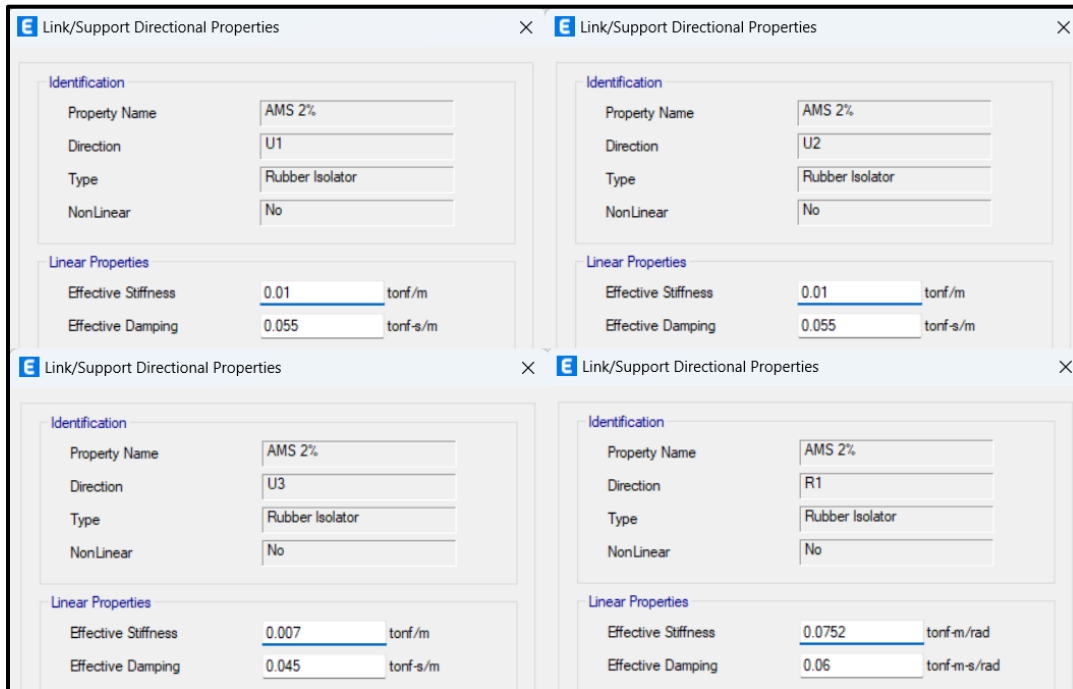 Link/Support Directional Properties
Identification
Property Name AMS 2%
Direction U1
Type Rubber Isolator
NonLinear No
Linear Properties
Effective Stiffness 0.01 tonf/m
Effective Damping 0.055 tonf-s/m
Link/Support Directional Properties
Identification
Property Name AMS 2%
Direction U2
Type Rubber Isolator
NonLinear No
Linear Properties
Effective Stiffness 0.01 tonf/m
Effective Damping 0.055 tonf-s/m
Link/Support Directional Properties
Identification
Property Name AMS 2%
Direction U3
Type Rubber Isolator
NonLinear No
Linear Properties
Effective Stiffness 0.007 tonf/m
Effective Damping 0.045 tonf-s/m
Link/Support Directional Properties
Identification
Property Name AMS 2%
Direction R1
Type Rubber Isolator
NonLinear No
Linear Properties
Effective Stiffness 0.0752 tonf-m/rad
Effective Damping 0.06 tonf-m-s/rad